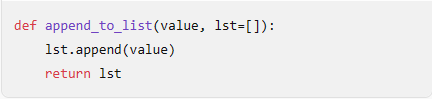 def append_to_list(value, lst=[]):
    lst.append(value)
    return lst